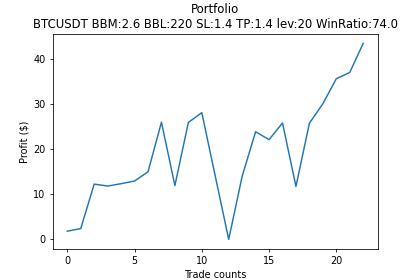 Portfolio
BTCUSDT BBM:2.6 BBL:220 SL:1.4 TP:1.4 lev:20 WinRatio:74.0
40
30
20
10
0
Profit ($)
0 5 10 15 20
Trade counts